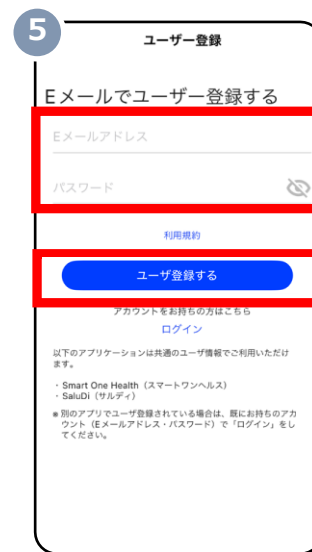 5
ユーザー登録
Eメールでユーザー登録する
Eメールアドレス
パスワード
利用規約
ユーザ登録する
アカウントをお持ちの方はこちら
ログイン
以下のアプリケーションは共通のユーザ情報でご利用いただけ
ます。
・Smart One Health（スマートワンヘルス）
・SaluDi（サルディ）
※別のアプリでユーザ登録されている場合は、既にお持ちのアカ
ウント（Eメールアドレス・パスワード）で「ログイン」をし
てください。